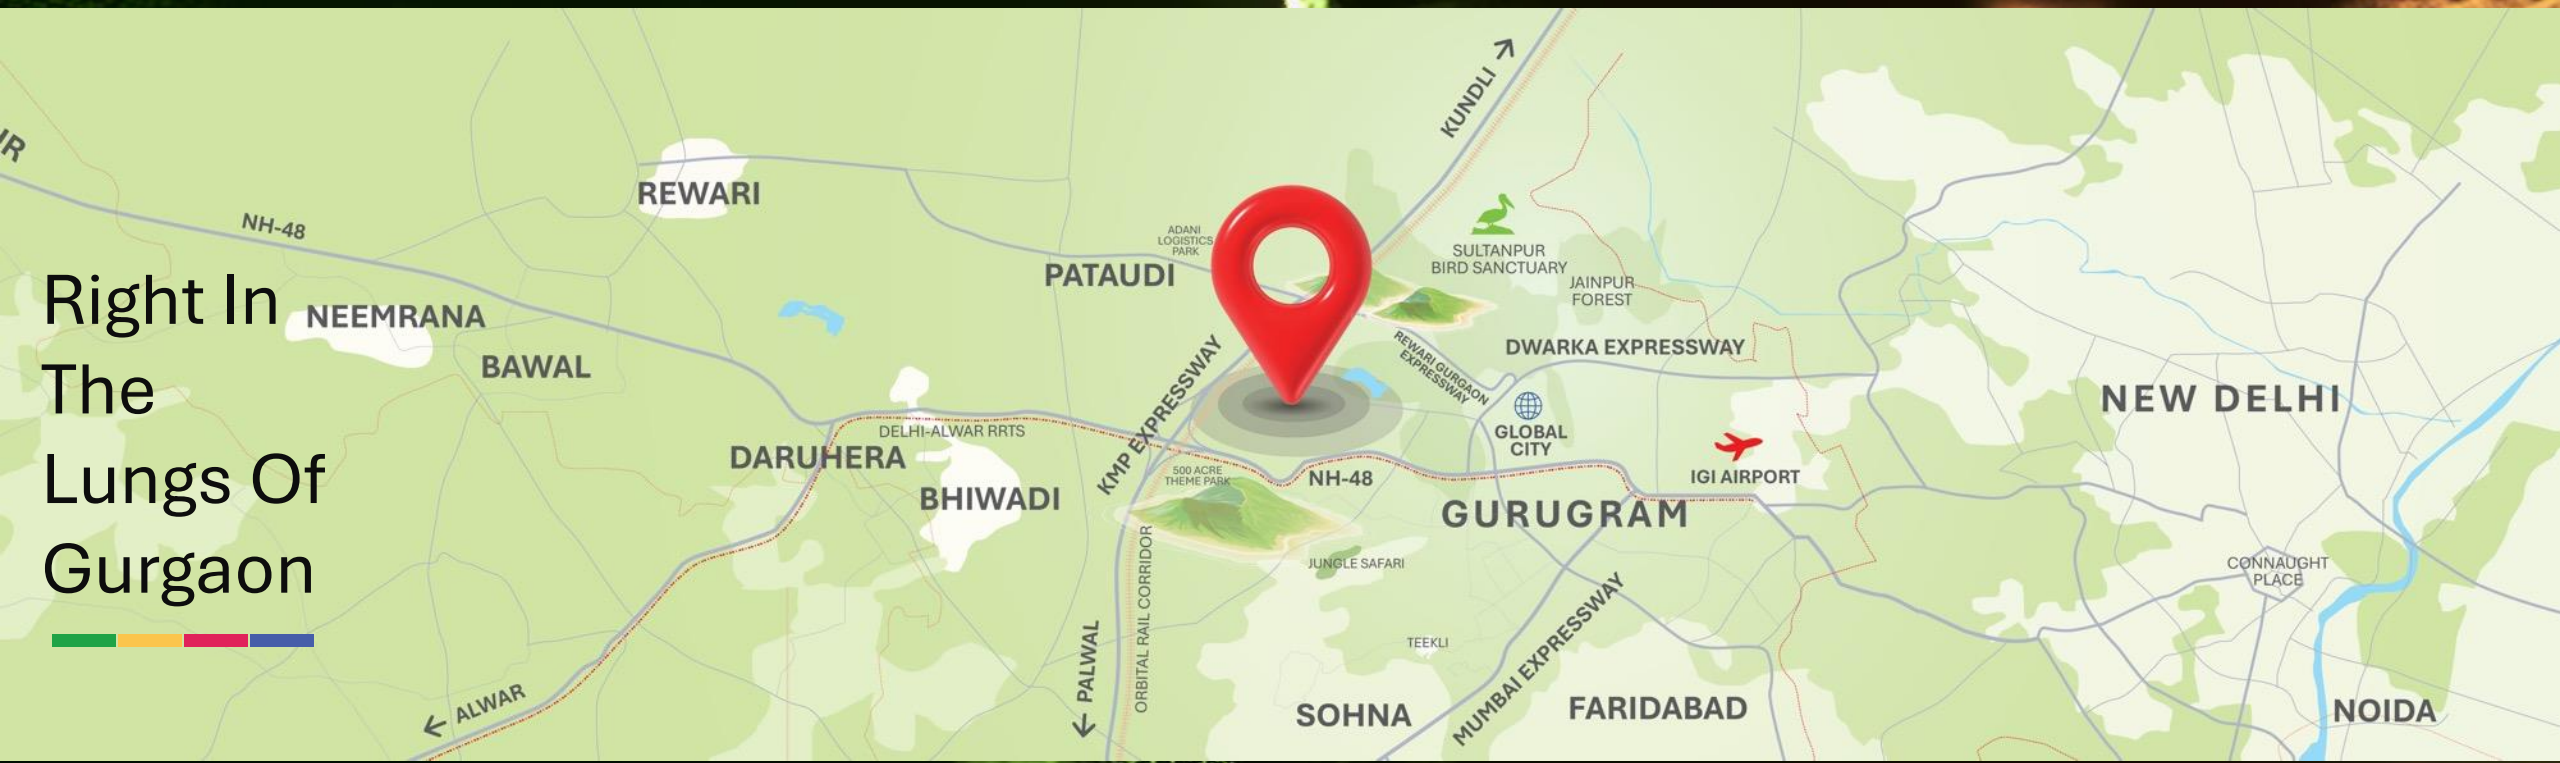 Right In
The
Lungs Of
Gurgaon
NH-48
NEEMRANA
BAWAL
REWARI
DARUHERA
DELHI-ALWAR RRTS
BHIWADI
← ALWAR
PATAUDI
ADANI
LOGISTICS
PARK
KMP EXPRESSWAY
500 ACRE
THEME PARK
← PALWAL
ORBITAL RAIL CORRIDOR
KUNDLI →
SULTANPUR
BIRD SANCTUARY
JAINPUR
FOREST
REWARI GURGAON
EXPRESSWAY
DWARKA EXPRESSWAY
GLOBAL
CITY
IGI AIRPORT
NH-48
GURUGRAM
JUNGLE SAFARI
TEEKLI
SOHNA
MUMBAI EXPRESSWAY
FARIDABAD
NEW DELHI
CONNAUGHT
PLACE
NOIDA